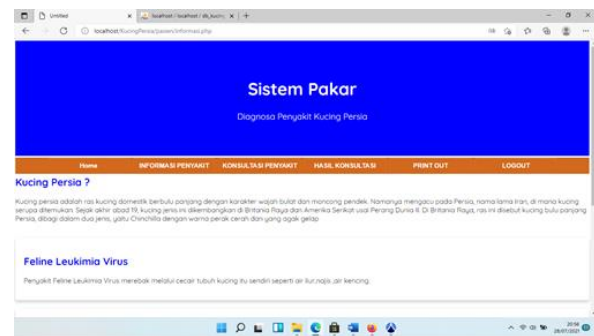 Untitled
localhost / localhost / db_kucing
localhost/KucingPersia/pasien/informasi.php
Sistem Pakar
Diagnosa Penyakit Kucing Persia
Home INFORMASI PENYAKIT KONSULTASI PENYAKIT HASIL KONSULTASI PRINT OUT LOGOUT
Kucing Persia ?
Kucing persia adalah ras kucing domestik berbulu panjang dengan karakter wajah bulat dan moncong pendek. Namanya mengacu pada Persia, nama lama Iran, di mana kucing
serupa ditemukan. Sejak akhir abad 19, kucing jenis ini dikembangkan di Britania Raya dan Amerika Serikat usai Perang Dunia II. Di Britania Raya, ras ini disebut kucing bulu panjang
Persia, dibagi dalam dua jenis, yaitu Chinchilla dengan warna perak cerah dan yang agak gelap
Feline Leukimia Virus
Penyakit Feline Leukimia Virus merebak melalui cecair tubuh kucing itu sendiri seperti air liur,najis ,air kencing.
20:56
28/07/2021